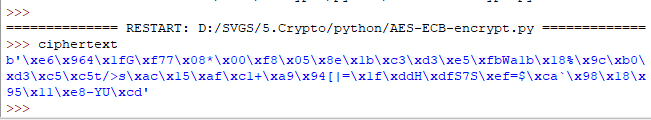 >>>
============== RESTART: D:/SVGS/5.Crypto/python/AES-ECB-encrypt.py =============
>>> ciphertext
b'\xe6\x964\x1fG\xf77\x08*\x00\xf8\x05\x8e\x1b\xc3\xd3\xe5\xfbWa1b\x18%\x9c\xb0\
xd3\xc5\xc5t/>s\xac\x15\xaf\xc1+\xa9\x94[|=\x1f\xddH\xdfS7S\xef=$\xca`\x98\x18\x
95\x11\xe8-YU\xcd'
>>>